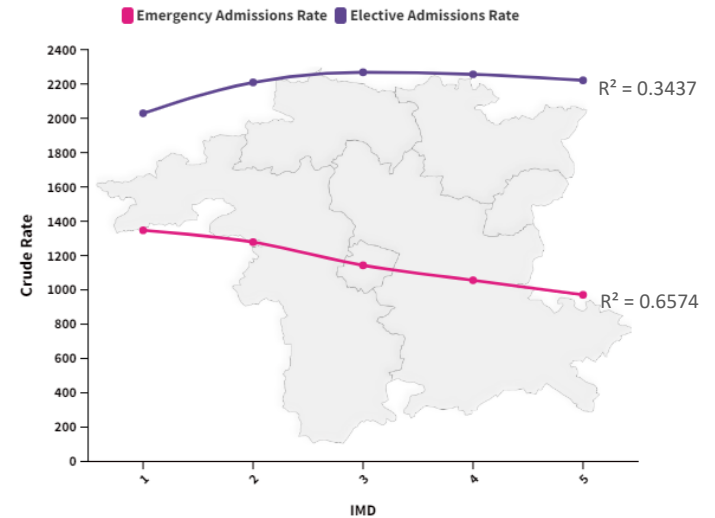 Emergency Admissions Rate Elective Admissions Rate
2400
2200
2000
1800
1600
1400
1200
1000
800
600
400
200
0
Crude Rate
R² = 0.3437
R² = 0.6574
1 2 3 4 5
IMD